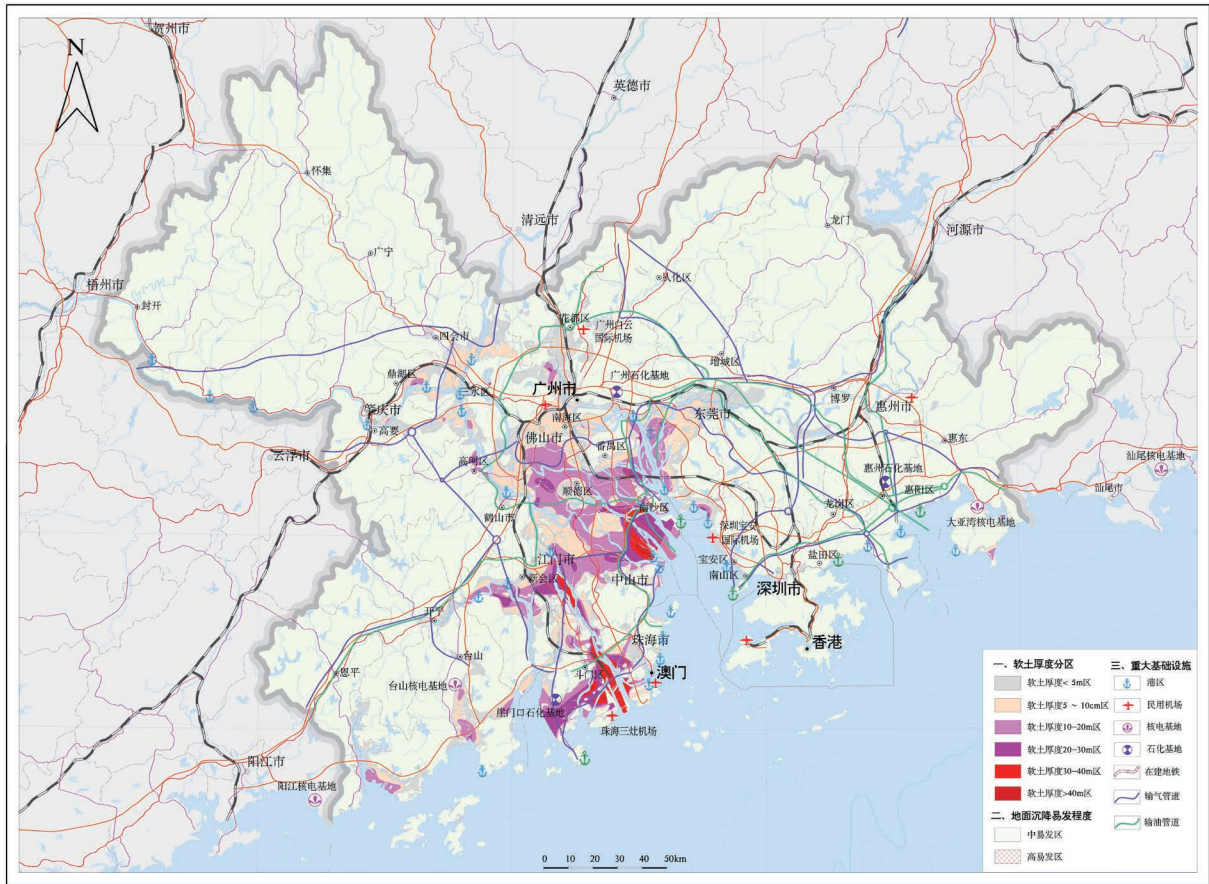 贺州市
N
英德市
怀集
清远市
龙门
河源市
广宁
从化区
梧州市
封开
花都区
广州白云
国际机场
四会市
增城区
鼎湖区
三水区
广州石化基地
广州市
博罗
惠州市
肇庆市
东莞市
南海区
高要
佛山市
惠东
云浮市
番禺区
高明区
汕尾核电基地
惠州石化基地
汕尾市
顺德区
惠阳区
鹤山市
南沙区
龙岗区
大亚湾核电基地
深圳宝安
国际机场
江门市
宝安区
盐田区
新会区
中山市
南山区
深圳市
开平
珠海市
香港
台山
恩平
斗门区
澳门
台山核电基地
崖门口石化基地
珠海三灶机场
阳江市
阳江核电基地
0 10 20 30 40 50km
一、软土厚度分区
软土厚度< 5m区
软土厚度5 ~ 10cm区
软土厚度10-20m区
软土厚度20-30m区
软土厚度30-40m区
软土厚度>40m区
二、地面沉降易发程度
中易发区
高易发区
三、重大基础设施
港区
民用机场
核电基地
石化基地
在建地铁
输气管道
输油管道